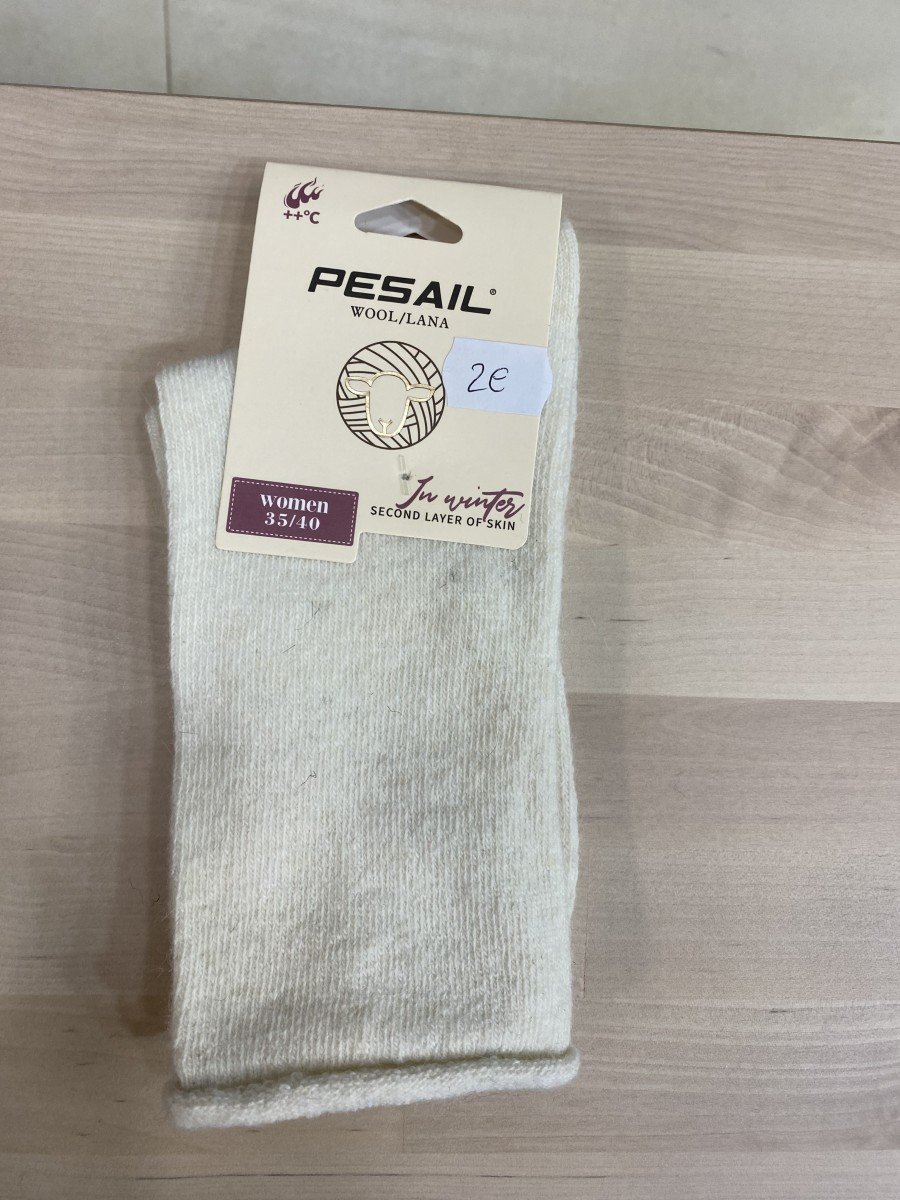 ++°C
PESAIL®
WOOL/LANA
2€
women
35/40
In winter
SECOND LAYER OF SKIN